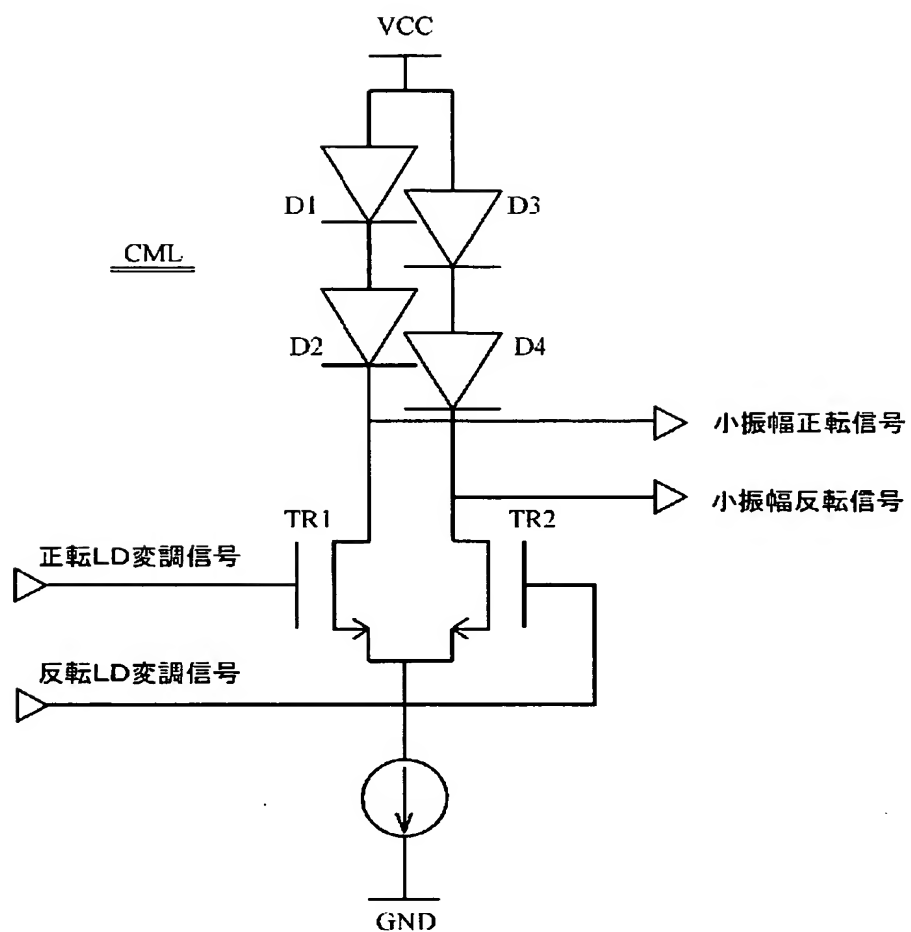 VCC
D1
D3
CML
D2
D4
小振幅正転信号
小振幅反転信号
TR1
TR2
正転LD変調信号
反転LD変調信号
GND